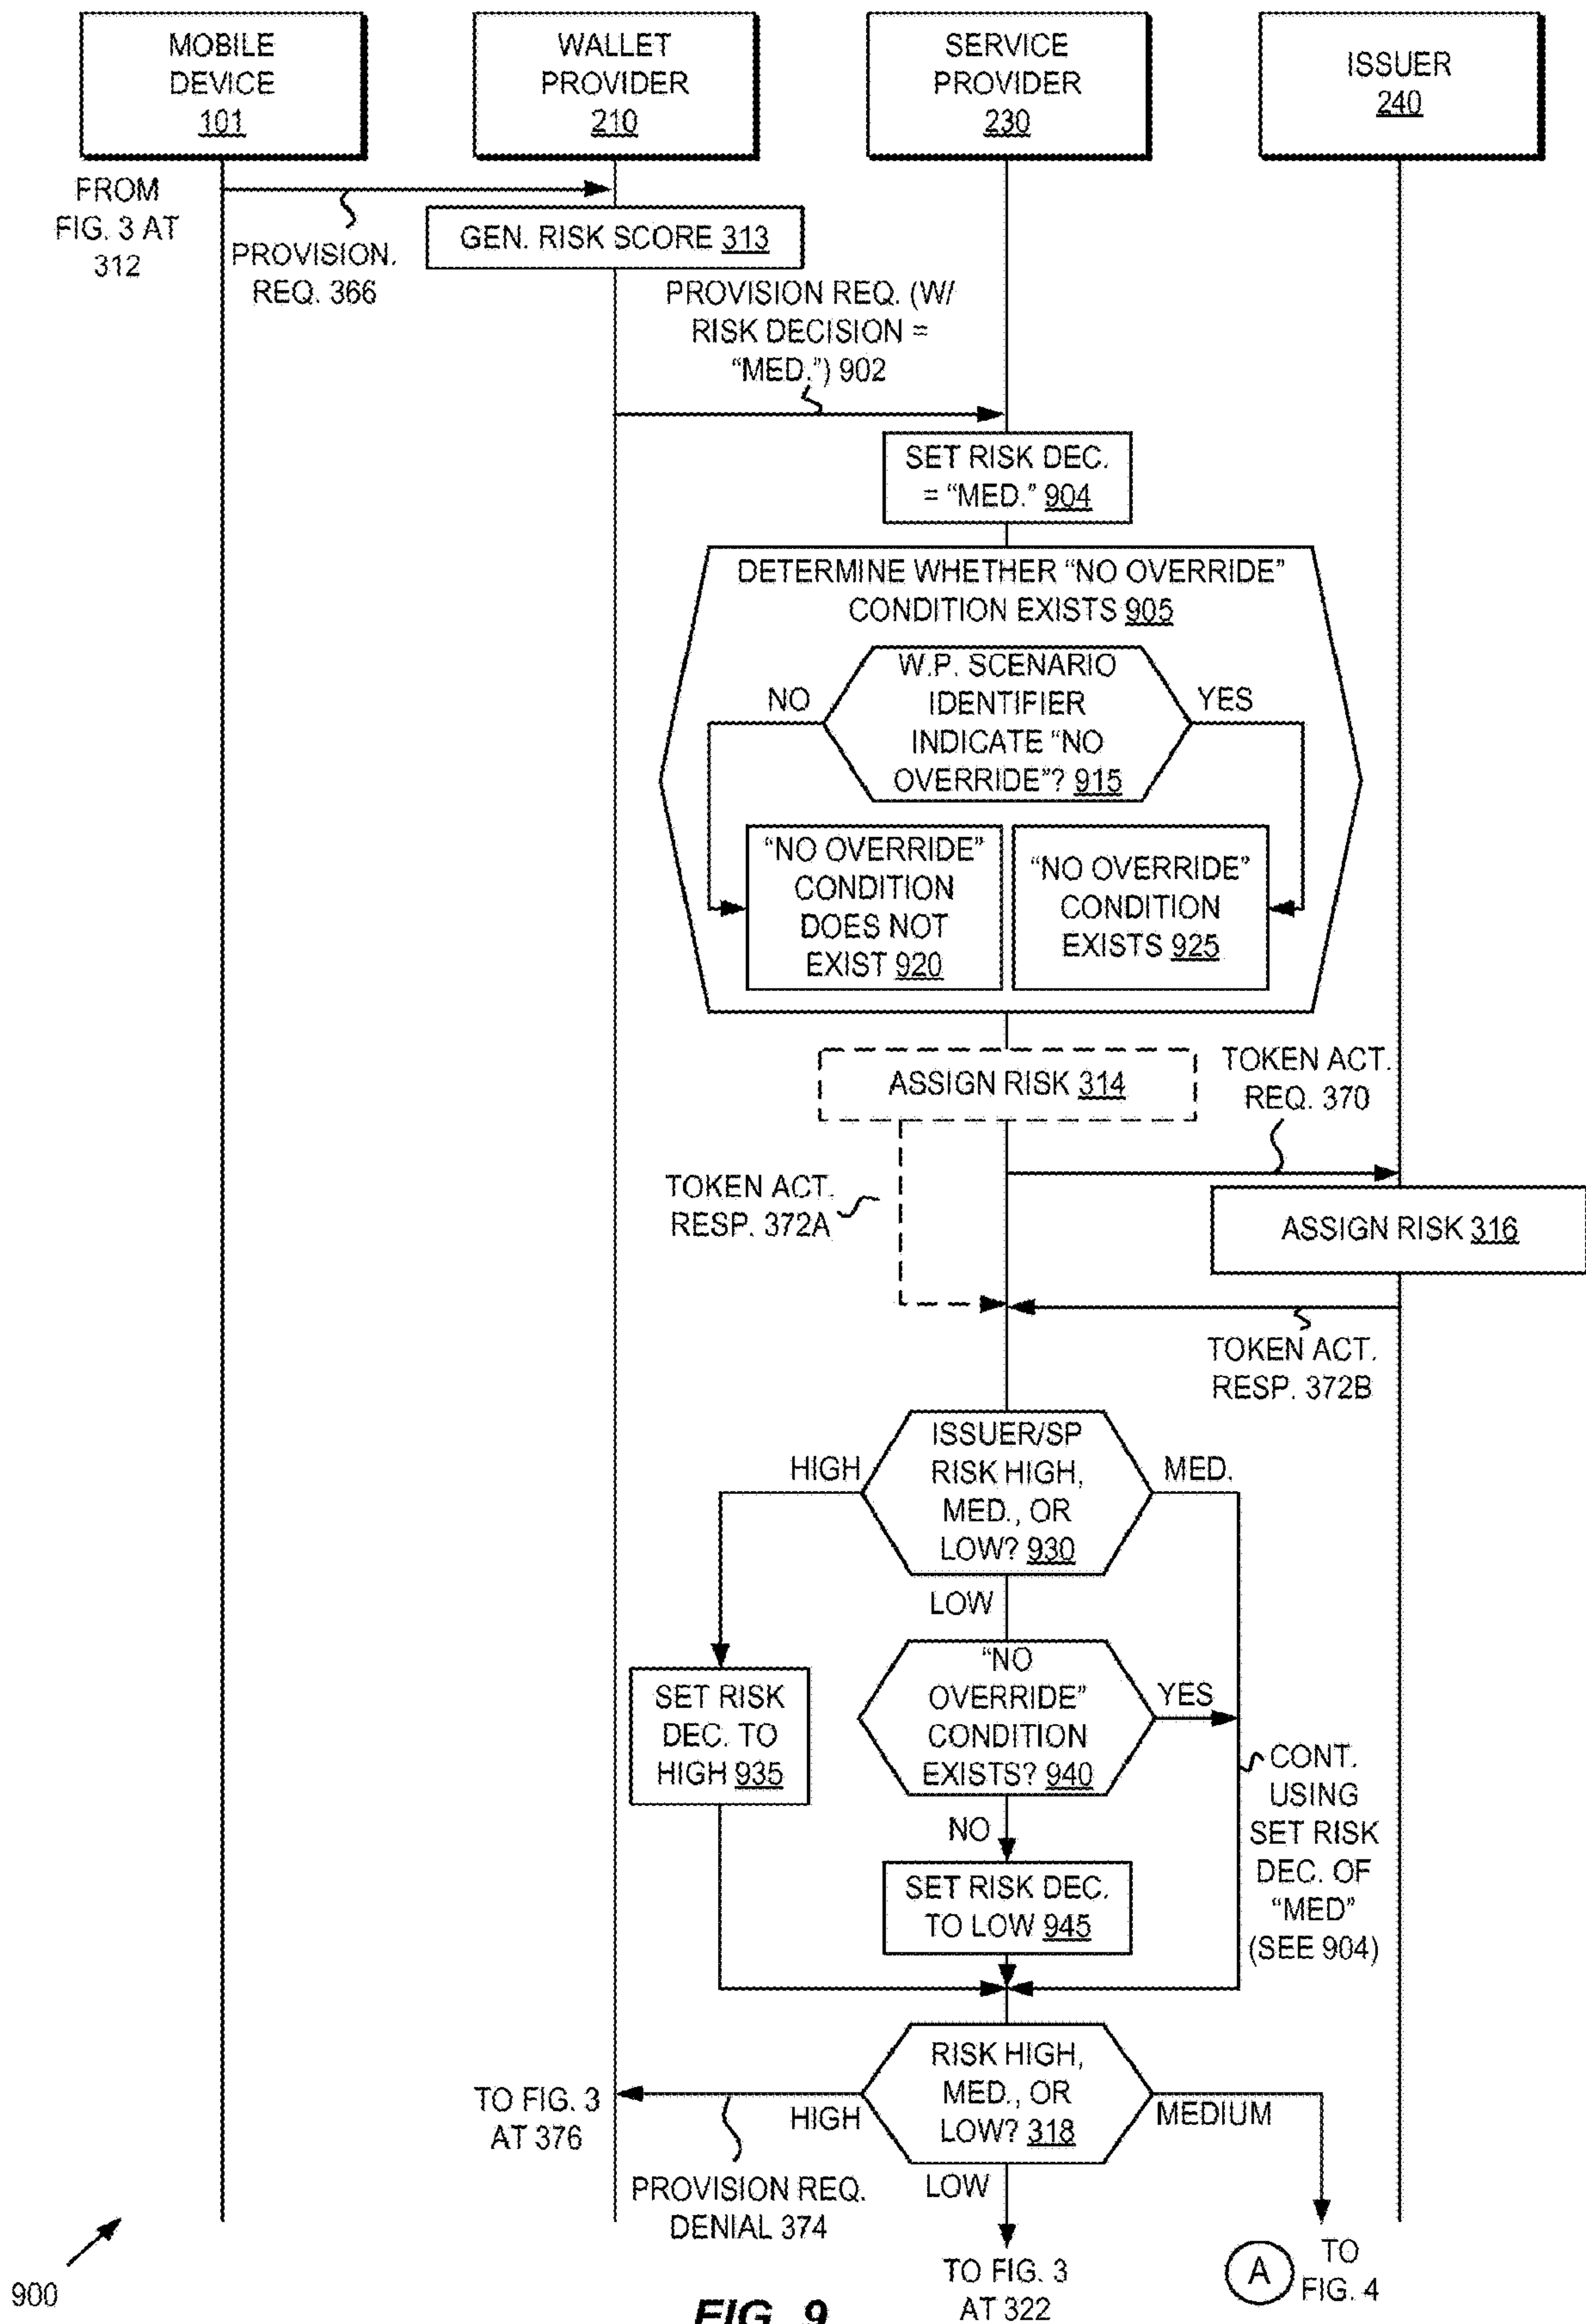 MOBILE
DEVICE
101
WALLET
PROVIDER
210
SERVICE
PROVIDER
230
ISSUER
240
FROM
FIG. 3 AT
312
PROVISION.
REQ. 366
GEN. RISK SCORE 313
PROVISION REQ. (W/
RISK DECISION =
“MED.”) 902
SET RISK DEC.
= “MED.” 904
DETERMINE WHETHER “NO OVERRIDE”
CONDITION EXISTS 905
W.P. SCENARIO
IDENTIFIER
INDICATE “NO
OVERRIDE”? 915
NO
YES
“NO OVERRIDE”
CONDITION
DOES NOT
EXIST 920
“NO OVERRIDE”
CONDITION
EXISTS 925
ASSIGN RISK 314
TOKEN ACT.
REQ. 370
TOKEN ACT.
RESP. 372A
ASSIGN RISK 316
TOKEN ACT.
RESP. 372B
ISSUER/SP
RISK HIGH,
MED., OR
LOW? 930
HIGH
MED.
LOW
“NO
OVERRIDE”
CONDITION
EXISTS? 940
YES
SET RISK
DEC. TO
HIGH 935
CONT.
USING
SET RISK
DEC. OF
“MED”
(SEE 904)
NO
SET RISK DEC.
TO LOW 945
RISK HIGH,
MED., OR
LOW? 318
TO FIG. 3
AT 376
HIGH
MEDIUM
PROVISION REQ.
DENIAL 374
LOW
TO FIG. 3
AT 322
A
TO
FIG. 4
900
FIG. 9